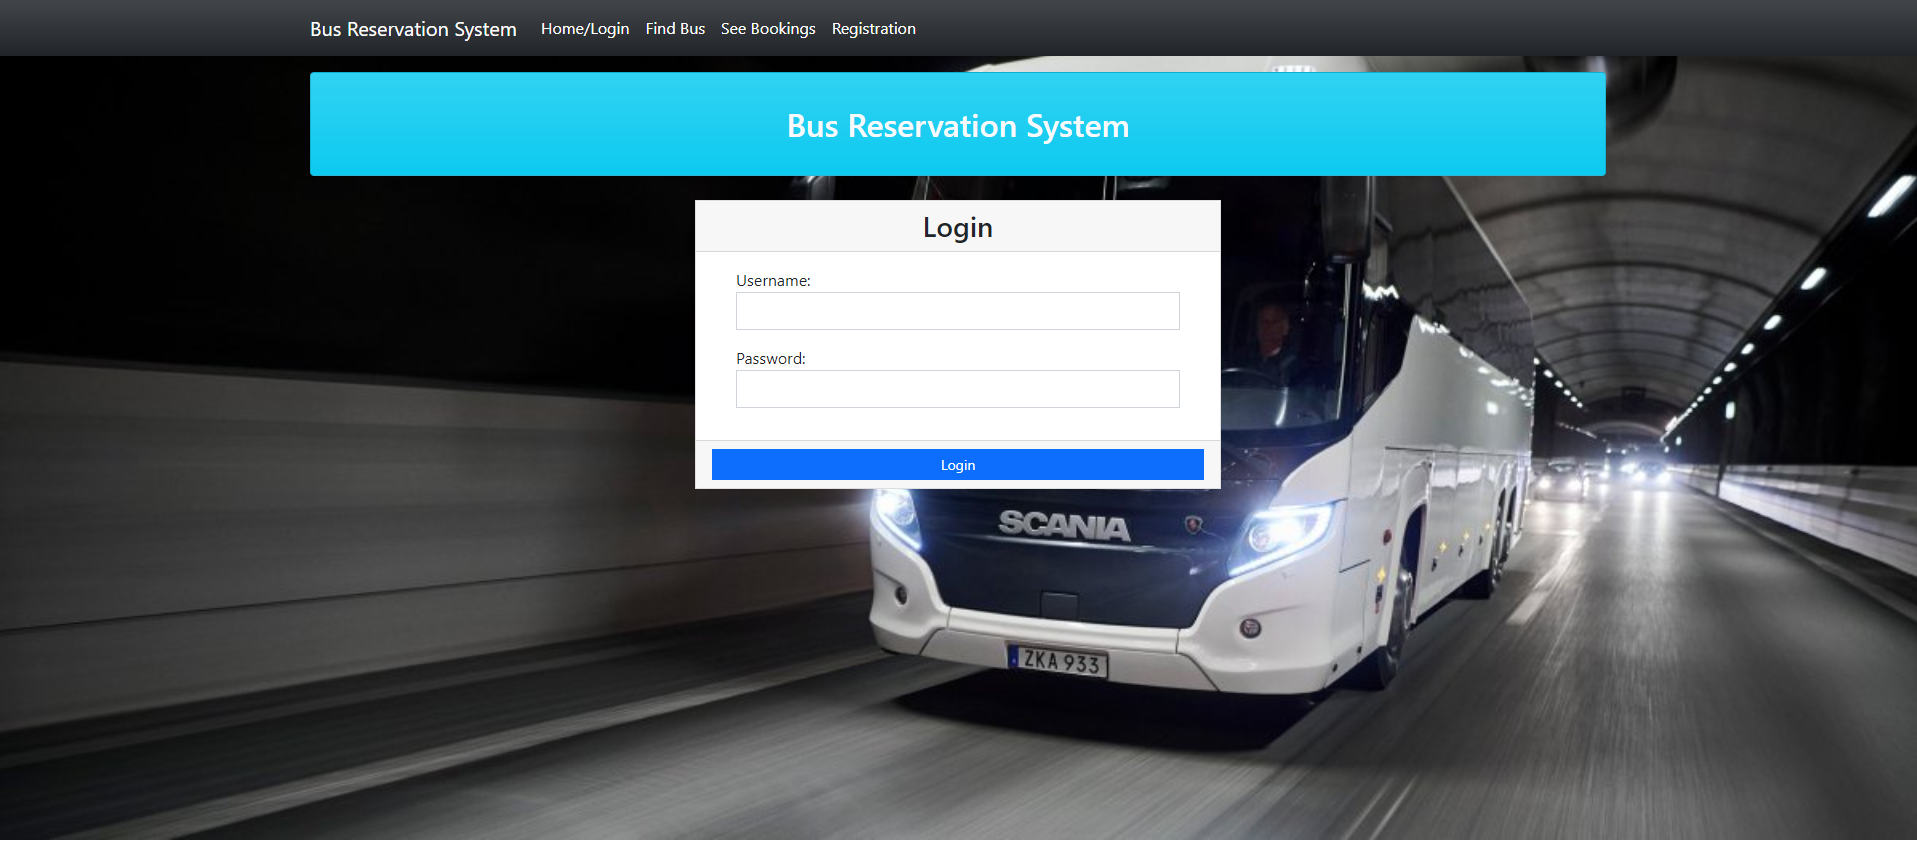 Bus Reservation System Home/Login Find Bus See Bookings Registration
Bus Reservation System
Login
Username:
Password:
Login
SCANIA
ZKA 933